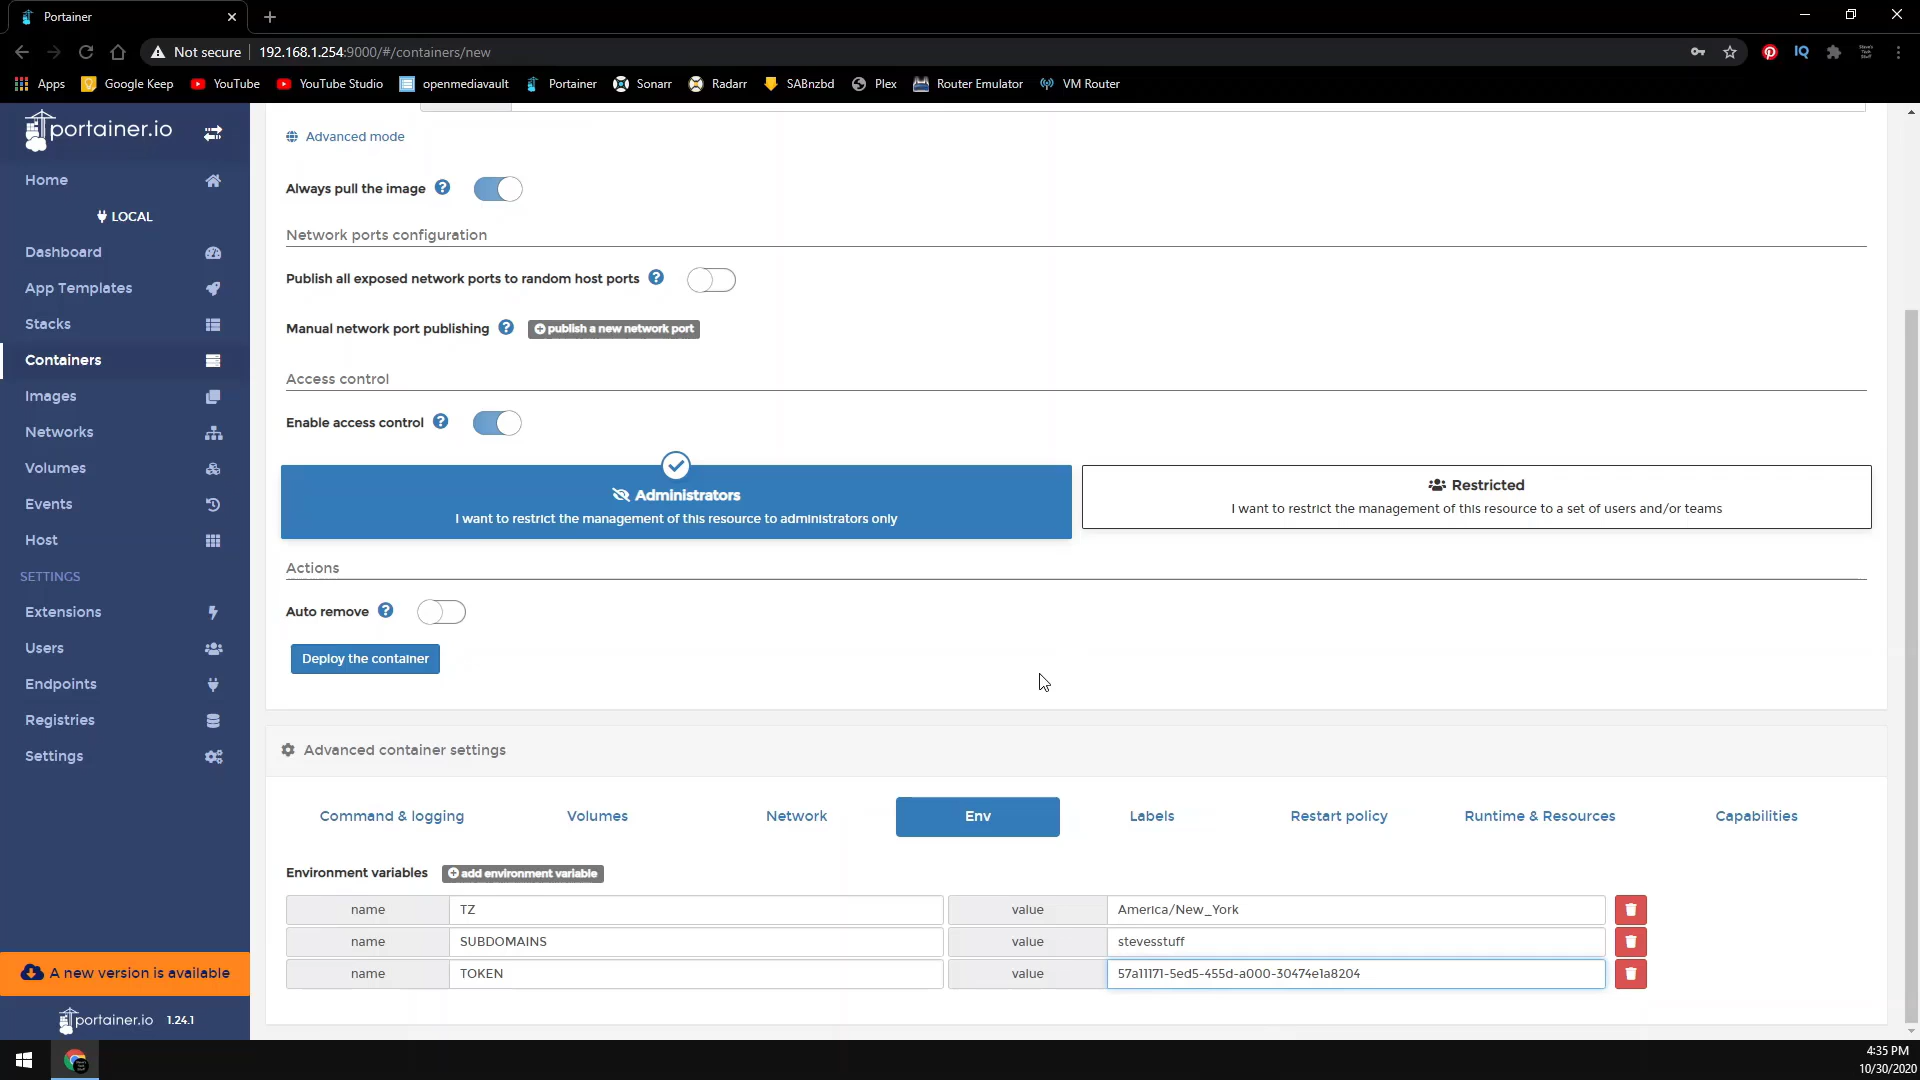 Portainer
Not secure 192.168.1.254:9000/#/containers/new
Apps Google Keep YouTube YouTube Studio openmediavault Portainer Sonarr Radarr SABnzbd Plex Router Emulator VM Router
portainer.io
Home
LOCAL
Dashboard
App Templates
Stacks
Containers
Images
Networks
Volumes
Events
Host
SETTINGS
Extensions
Users
Endpoints
Registries
Settings
A new version is available
portainer.io 1.24.1
Advanced mode
Always pull the image
Network ports configuration
Publish all exposed network ports to random host ports
Manual network port publishing publish a new network port
Access control
Enable access control
Administrators
I want to restrict the management of this resource to administrators only
Restricted
I want to restrict the management of this resource to a set of users and/or teams
Actions
Auto remove
Deploy the container
Advanced container settings
Command & logging Volumes Network Env Labels Restart policy Runtime & Resources Capabilities
Environment variables add environment variable
name TZ value America/New_York
name SUBDOMAINS value stevesstuff
name TOKEN value 57a11171-5ed5-455d-a000-30474e1a8204
4:35 PM
10/30/2020